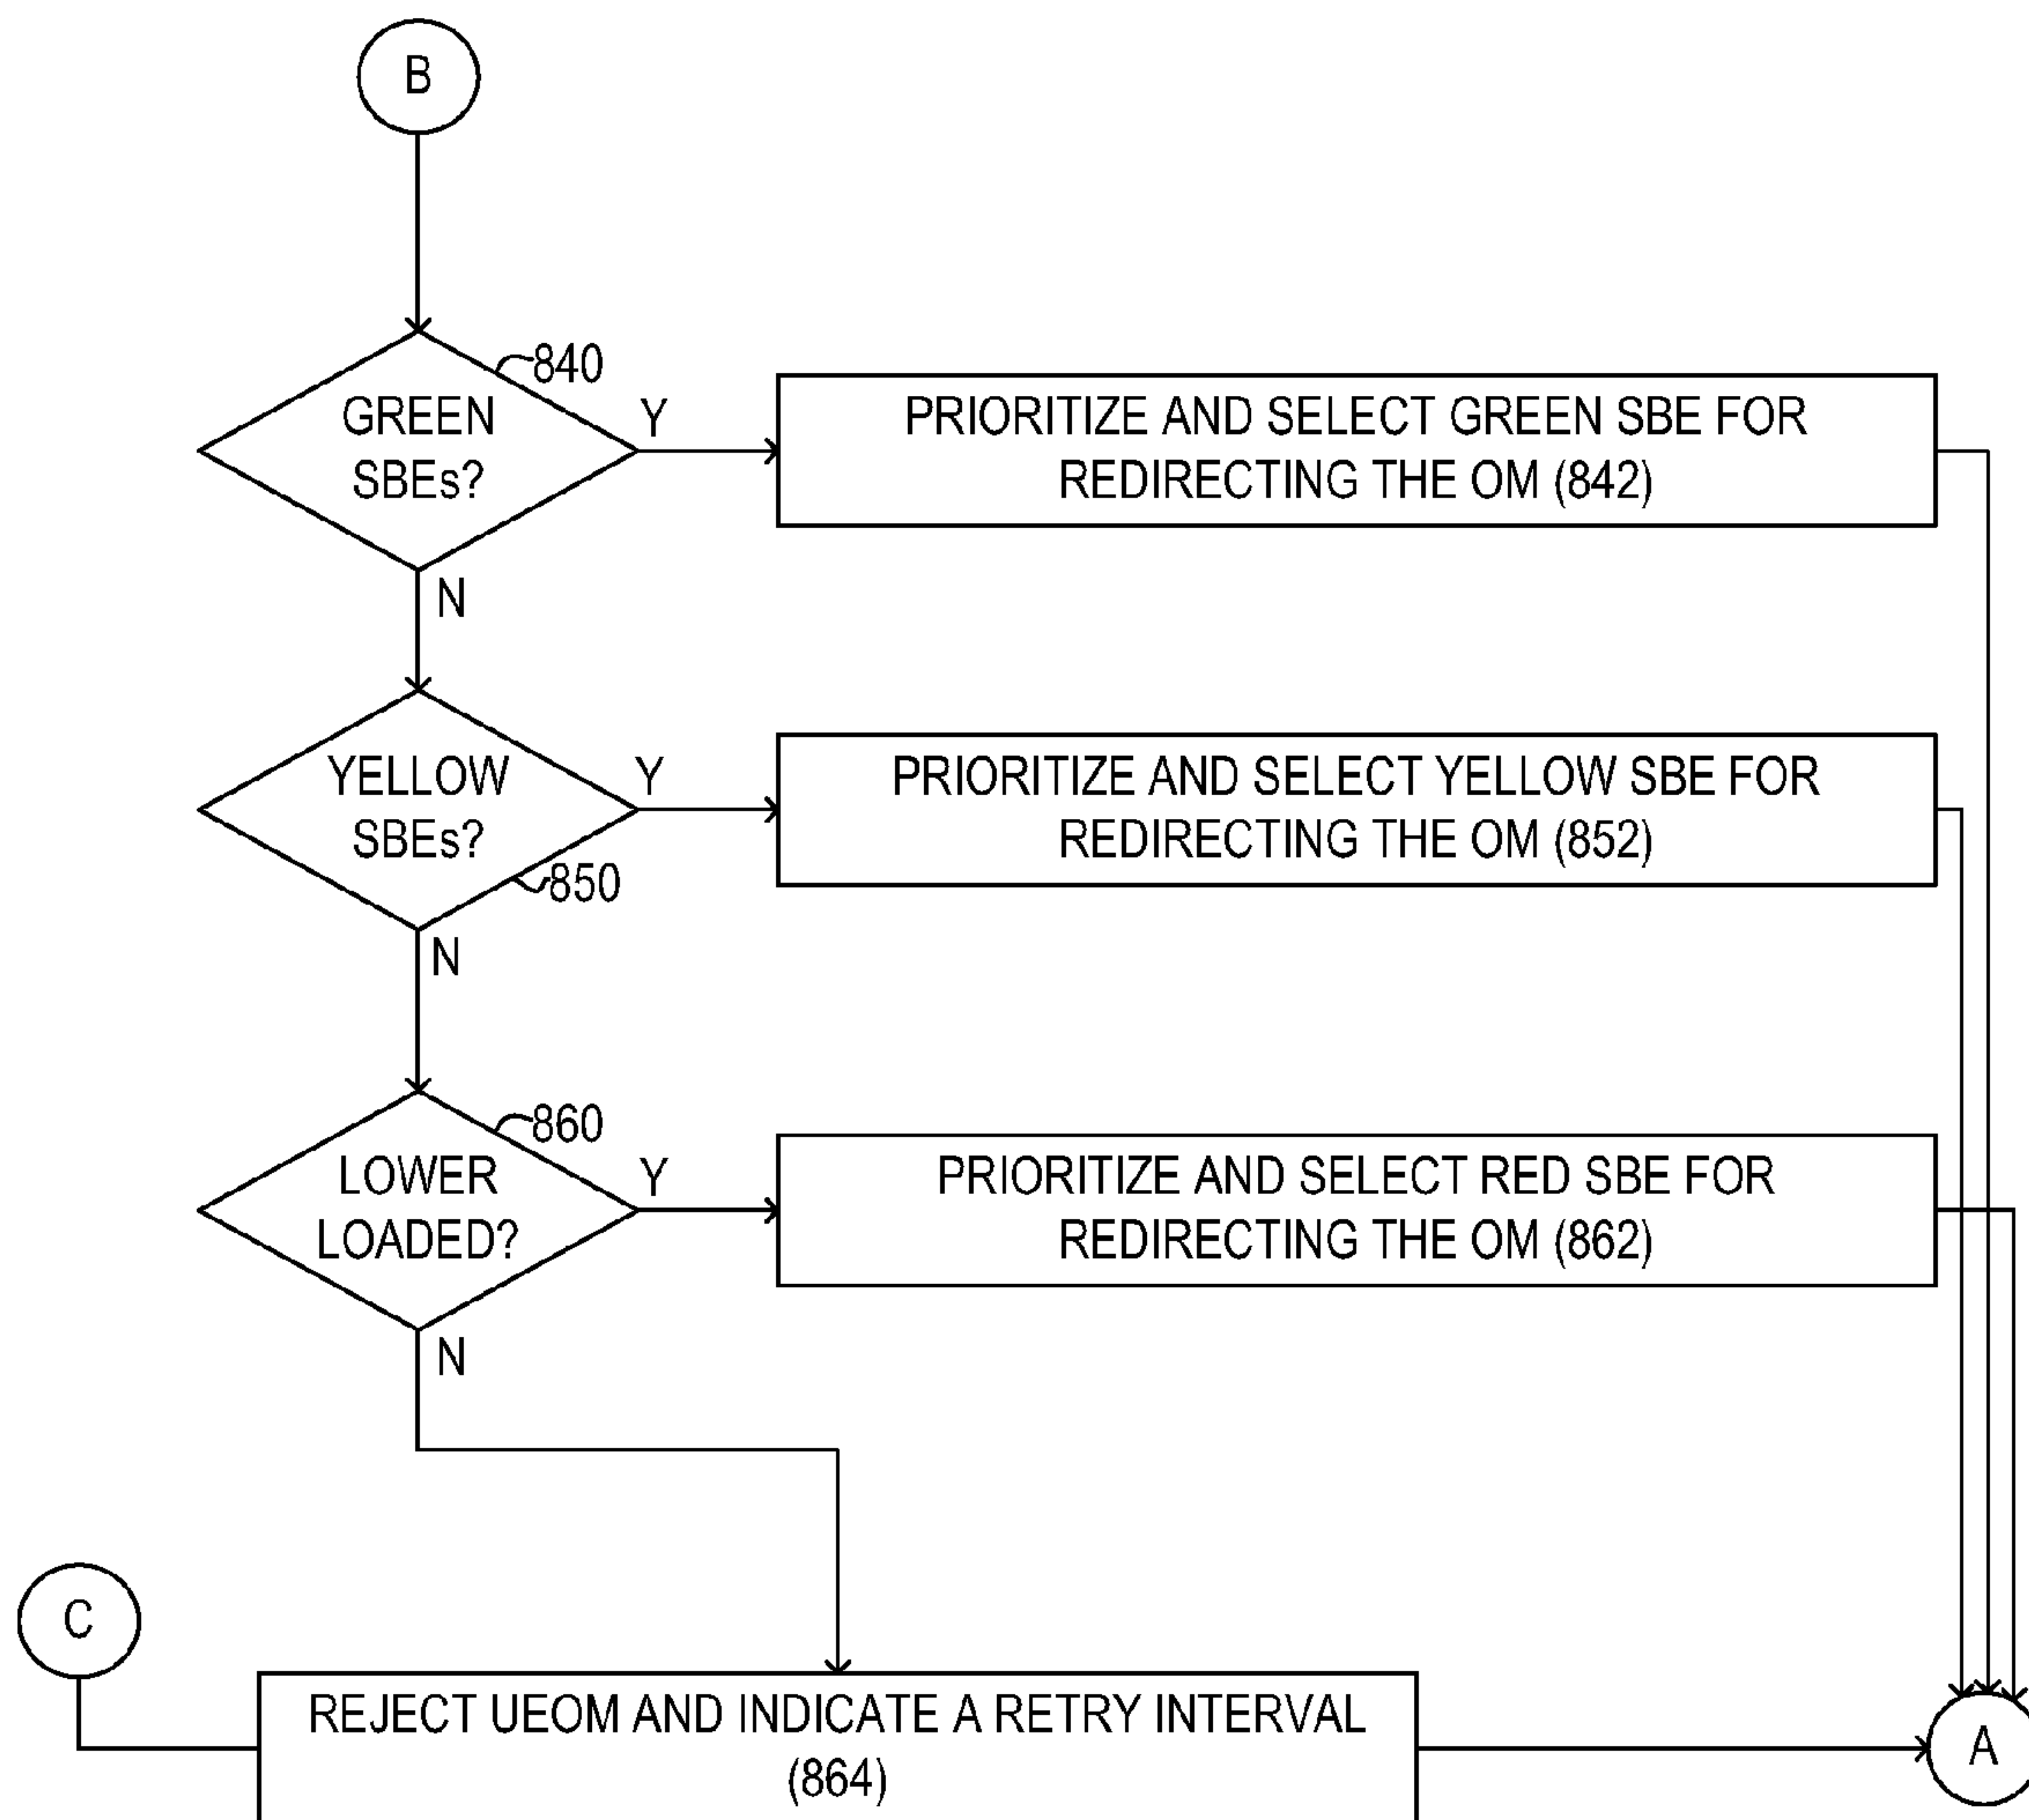 B
840
GREEN
SBEs?
Y
PRIORITIZE AND SELECT GREEN SBE FOR
REDIRECTING THE OM (842)
N
YELLOW
SBEs?
Y
850
PRIORITIZE AND SELECT YELLOW SBE FOR
REDIRECTING THE OM (852)
N
860
LOWER
LOADED?
Y
PRIORITIZE AND SELECT RED SBE FOR
REDIRECTING THE OM (862)
N
C
REJECT UEOM AND INDICATE A RETRY INTERVAL
(864)
A